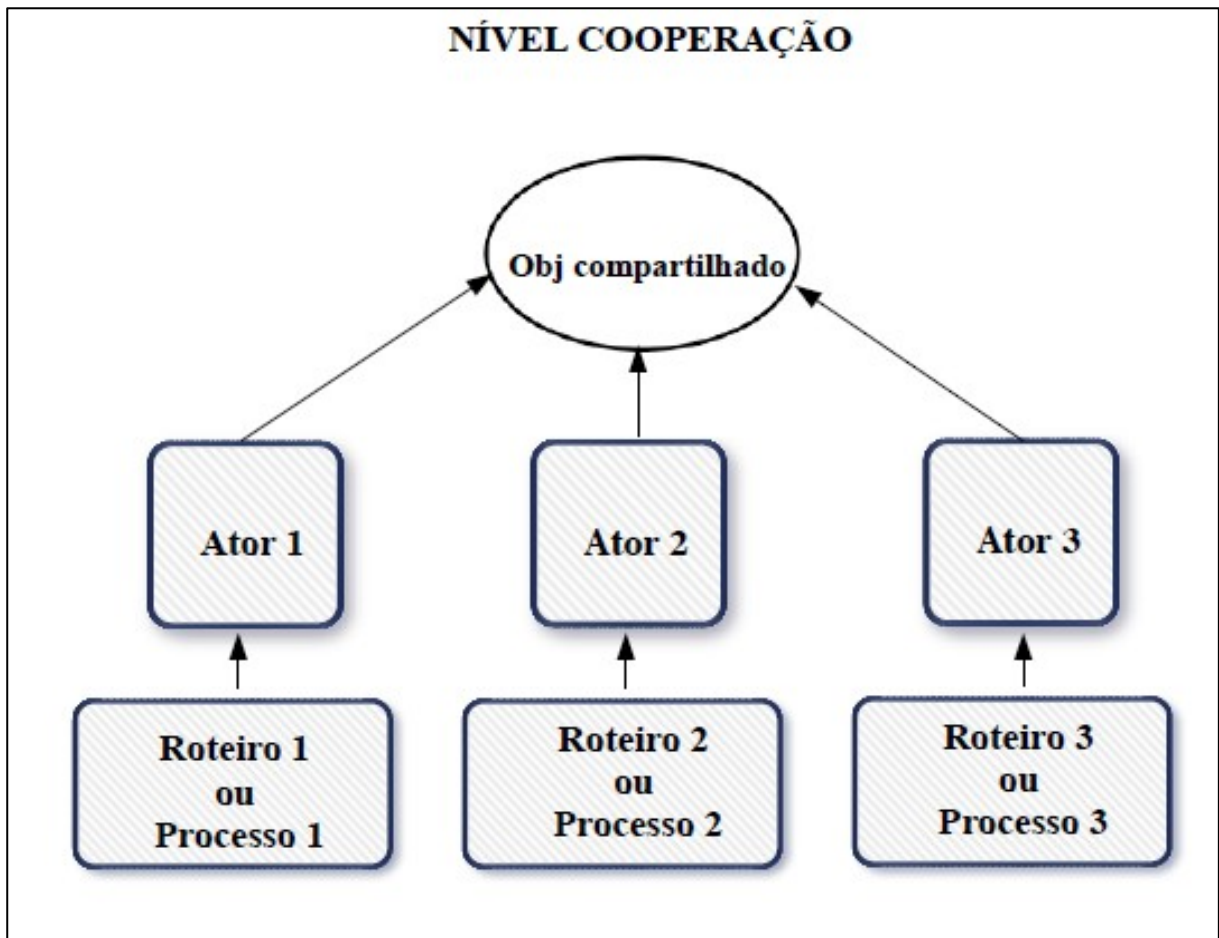 NÍVEL COOPERAÇÃO
Obj compartilhado
Ator 1
Ator 2
Ator 3
Roteiro 1
ou
Processo 1
Roteiro 2
ou
Processo 2
Roteiro 3
ou
Processo 3